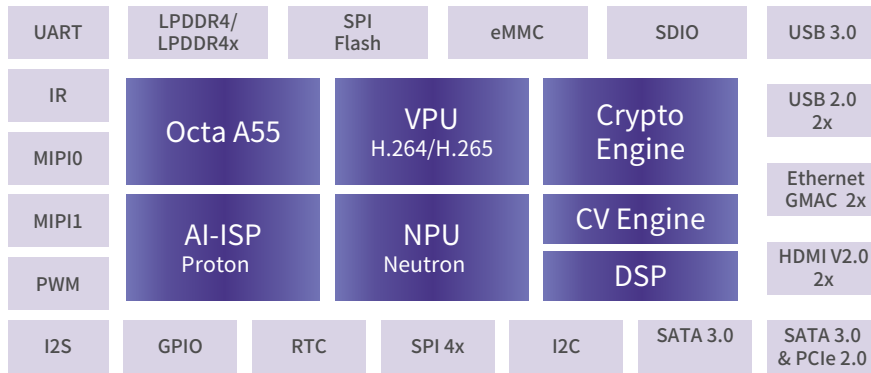 UART
LPDDR4/
LPDDR4x
SPI
Flash
eMMC
SDIO
USB 3.0
IR
MIPI0
MIPI1
PWM
Octa A55
VPU
H.264/H.265
Crypto
Engine
AI-ISP
Proton
NPU
Neutron
CV Engine
DSP
USB 2.0
2x
Ethernet
GMAC 2x
HDMI V2.0
2x
I2S
GPIO
RTC
SPI 4x
I2C
SATA 3.0
SATA 3.0
& PCIe 2.0